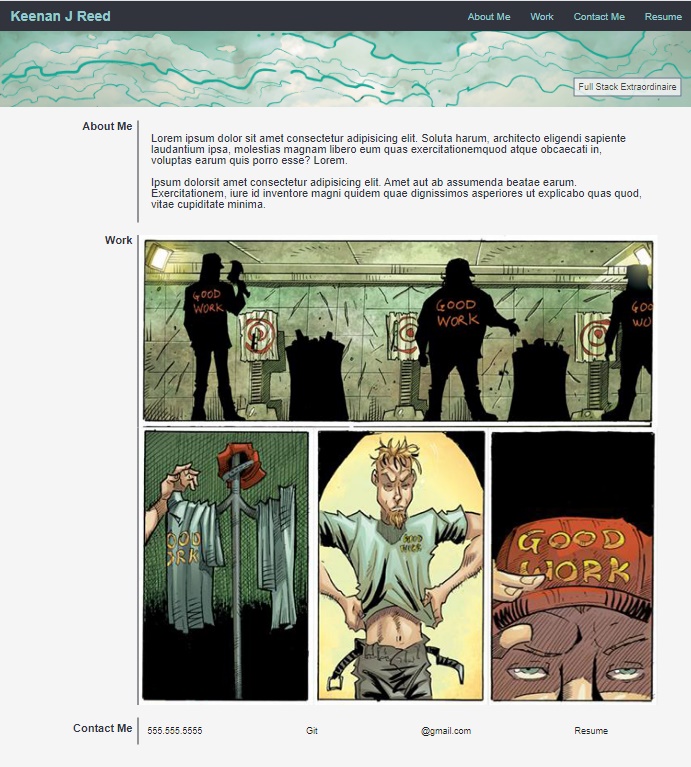 Keenan J Reed
About Me
Work
Contact Me
Resume
Full Stack Extraordinaire
About Me
Lorem ipsum dolor sit amet consectetur adipisicing elit. Soluta harum, architecto eligendi sapiente
laudantium ipsa, molestias magnam libero eum quas exercitationemquod atque obcaecati in,
voluptas earum quis porro esse? Lorem.
Ipsum dolorsit amet consectetur adipisicing elit. Amet aut ab assumenda beatae earum.
Exercitationem, iure id inventore magni quidem quae dignissimos asperiores ut explicabo quas quod,
vitae cupiditate minima.
Work
GOOD
WORK
GOOD
WORK
GOO
WO
OOD
ORK
GOOD
WORK
GOOD
WORK
Contact Me
555.555.5555
Git
@gmail.com
Resume